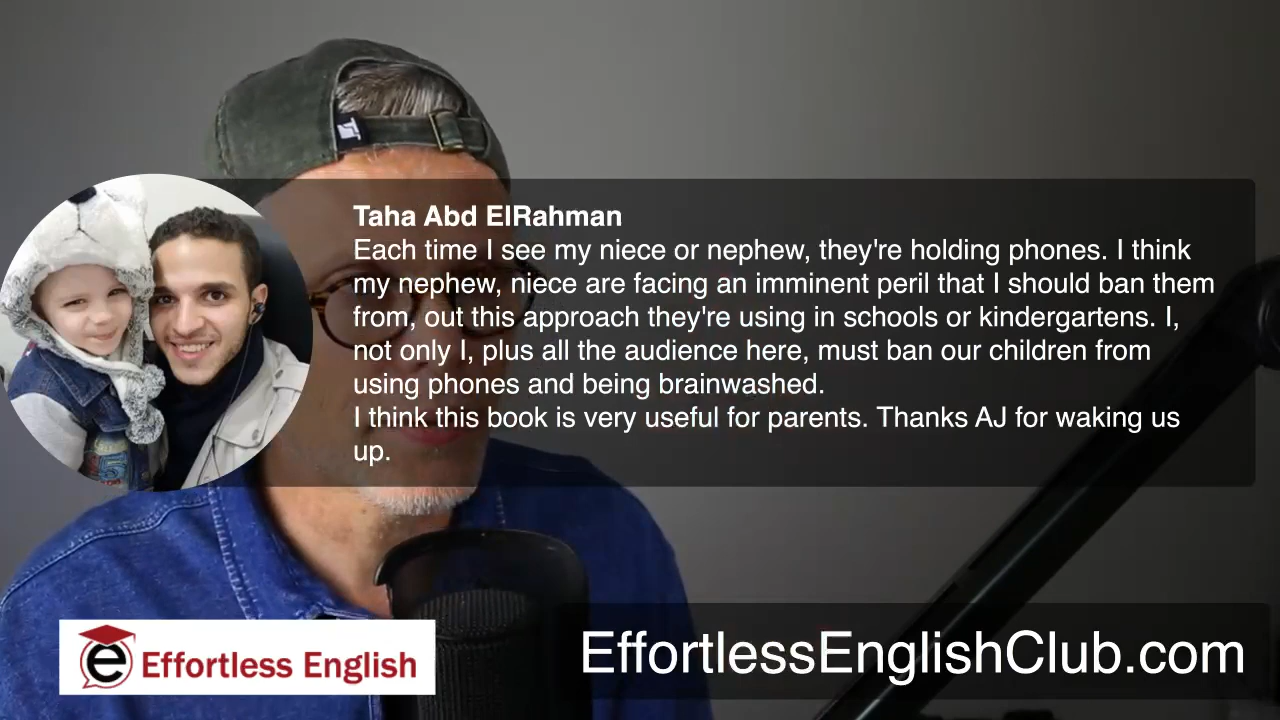 Taha Abd ElRahman
Each time I see my niece or nephew, they're holding phones. I think
my nephew, niece are facing an imminent peril that I should ban them
from, out this approach they're using in schools or kindergartens. I,
not only I, plus all the audience here, must ban our children from
using phones and being brainwashed.
I think this book is very useful for parents. Thanks AJ for waking us
up.
e Effortless English
EffortlessEnglishClub.com